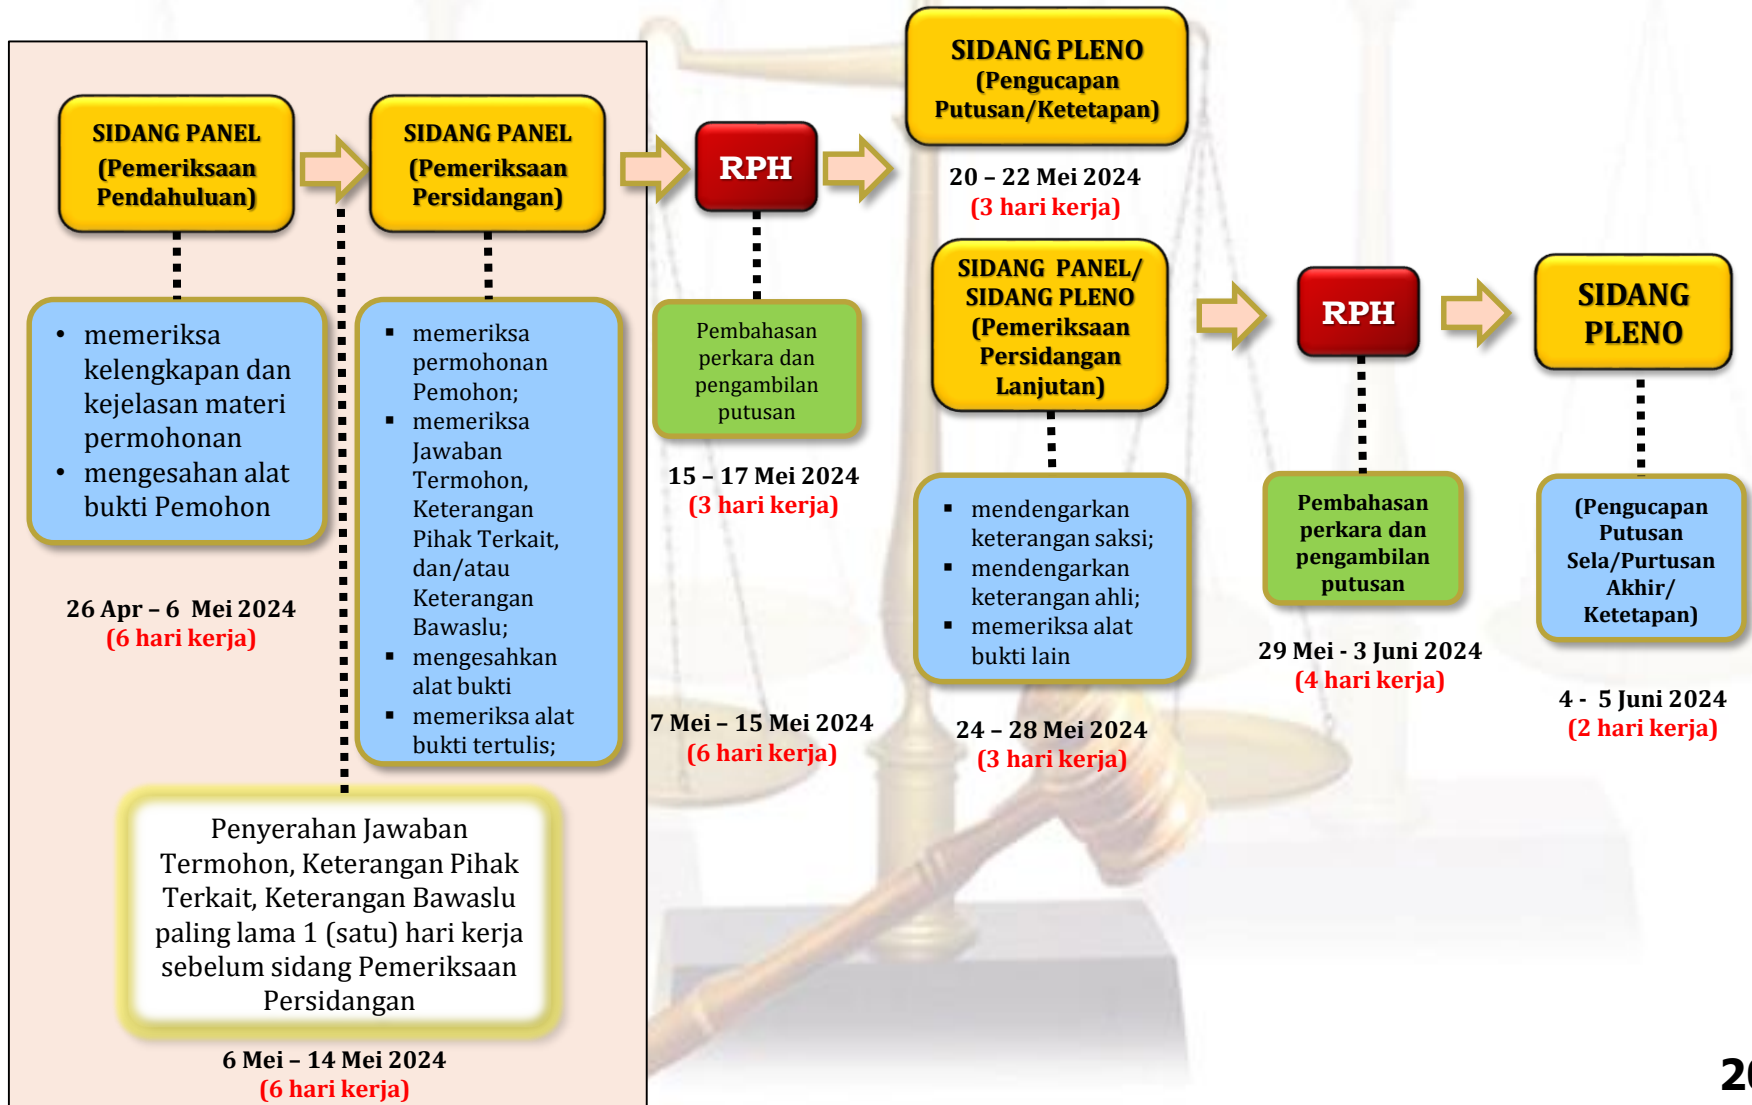 SIDANG PANEL
(Pemeriksaan
Pendahuluan)
• memeriksa
kelengkapan dan
kejelasan materi
permohonan
• mengesahan alat
bukti Pemohon
26 Apr – 6 Mei 2024
(6 hari kerja)
Penyerahan Jawaban
Termohon, Keterangan Pihak
Terkait, Keterangan Bawaslu
paling lama 1 (satu) hari kerja
sebelum sidang Pemeriksaan
Persidangan
6 Mei – 14 Mei 2024
(6 hari kerja)
SIDANG PANEL
(Pemeriksaan
Persidangan)
▪ memeriksa
permohonan
Pemohon;
▪ memeriksa
Jawaban
Termohon,
Keterangan
Pihak Terkait,
dan/atau
Keterangan
Bawaslu;
▪ mengesahkan
alat bukti
▪ memeriksa alat
bukti tertulis;
7 Mei – 15 Mei 2024
(6 hari kerja)
RPH
Pembahasan
perkara dan
pengambilan
putusan
15 – 17 Mei 2024
(3 hari kerja)
SIDANG PLENO
(Pengucapan
Putusan/Ketetapan)
20 – 22 Mei 2024
(3 hari kerja)
SIDANG PANEL/
SIDANG PLENO
(Pemeriksaan
Persidangan
Lanjutan)
▪ mendengarkan
keterangan saksi;
▪ mendengarkan
keterangan ahli;
▪ memeriksa alat
bukti lain
24 – 28 Mei 2024
(3 hari kerja)
RPH
Pembahasan
perkara dan
pengambilan
putusan
29 Mei - 3 Juni 2024
(4 hari kerja)
SIDANG
PLENO
(Pengucapan
Putusan
Sela/Purtusan
Akhir/
Ketetapan)
4 - 5 Juni 2024
(2 hari kerja)